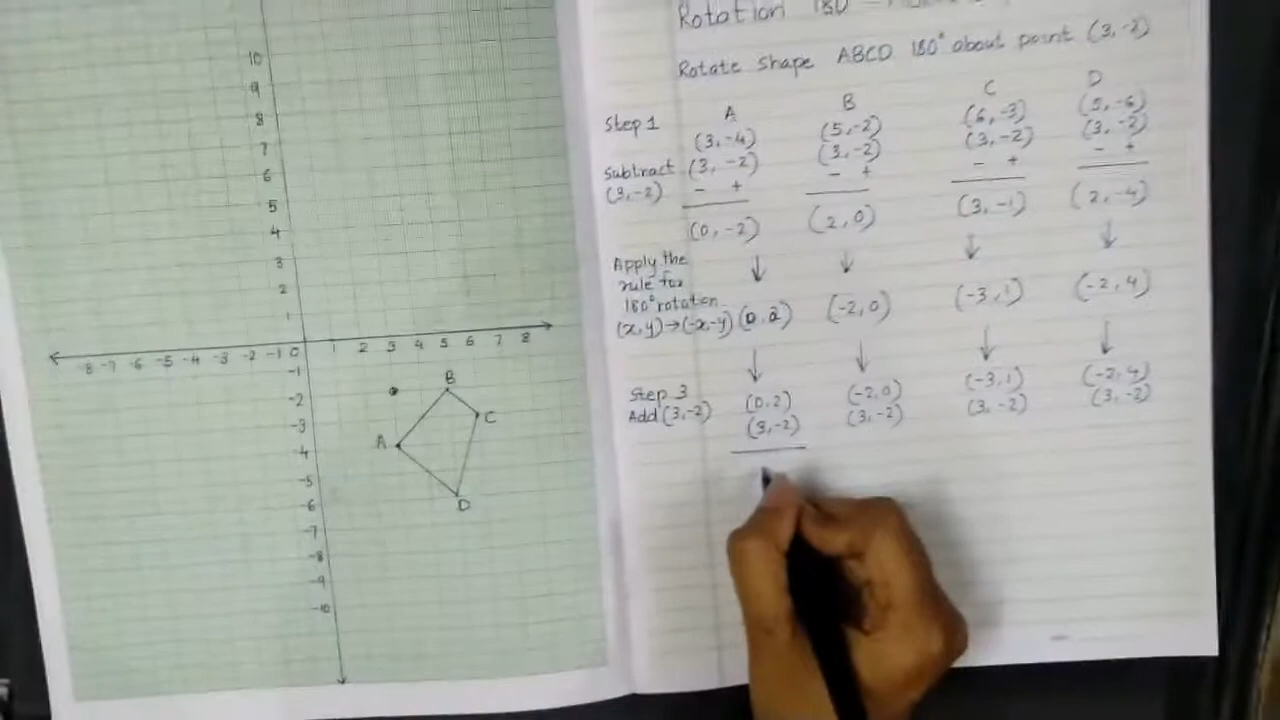 Rotation 180
Rotate shape ABCD 180° about point (3,-2)
Step 1 A B C D
(3,-4) (5,-2) (6,-3) (5,-6)
Subtract (3,-2) (3,-2) (3,-2) (3,-2)
(3,-2) - + - + - + - +
(0,-2) (2,0) (3,-1) (2,-4)
↓ ↓ ↓ ↓
Apply the
rule for
180° rotation
(x,y)→(-x,-y) (0,2) (-2,0) (-3,1) (-2,4)
↓ ↓ ↓ ↓
Step 3 (0,2) (-2,0) (-3,1) (-2,4)
Add (3,-2) (3,-2) (3,-2) (3,-2) (3,-2)
10
9
8
7
6
5
4
3
2
1
-8 -7 -6 -5 -4 -3 -2 -1 0 1 2 3 4 5 6 7 8
-1
-2
-3
-4
-5
-6
-7
-8
-9
-10
B
C
A
D